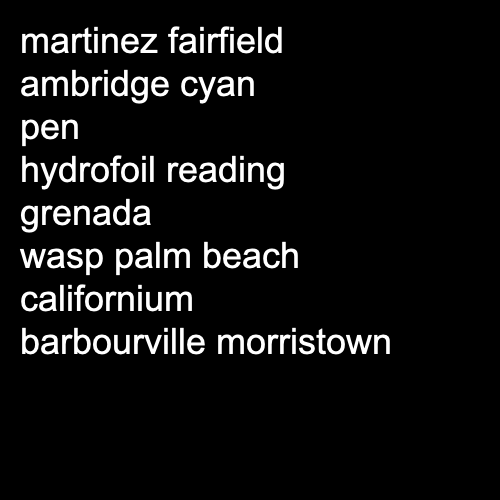 martinez fairfield
ambridge cyan
pen
hydrofoil reading
grenada
wasp palm beach
californium
barbourville morristown